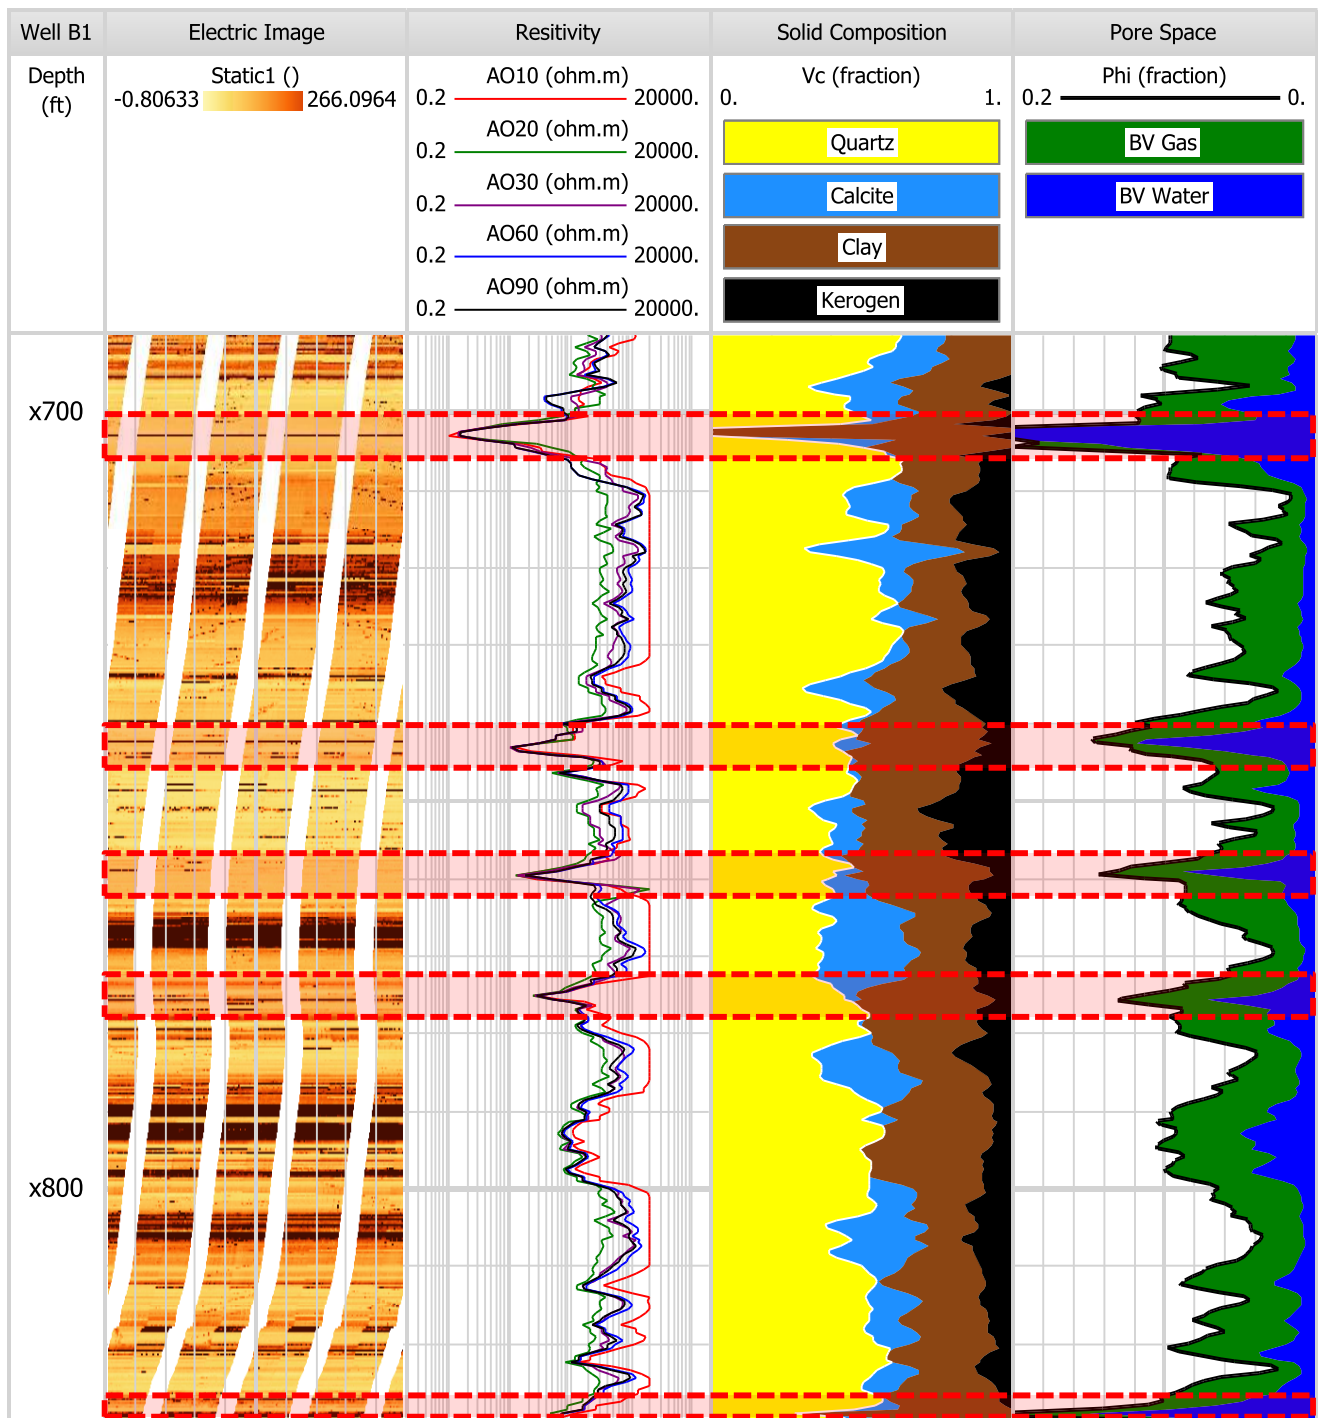 Well B1
Electric Image
Resitivity
Solid Composition
Pore Space
Depth
(ft)
Static1 ()
-0.80633
266.0964
AO10 (ohm.m)
0.2
20000.
AO20 (ohm.m)
0.2
20000.
AO30 (ohm.m)
0.2
20000.
AO60 (ohm.m)
0.2
20000.
AO90 (ohm.m)
0.2
20000.
Vc (fraction)
0.
1.
Quartz
Calcite
Clay
Kerogen
Phi (fraction)
0.2
0.
BV Gas
BV Water
x700
x800